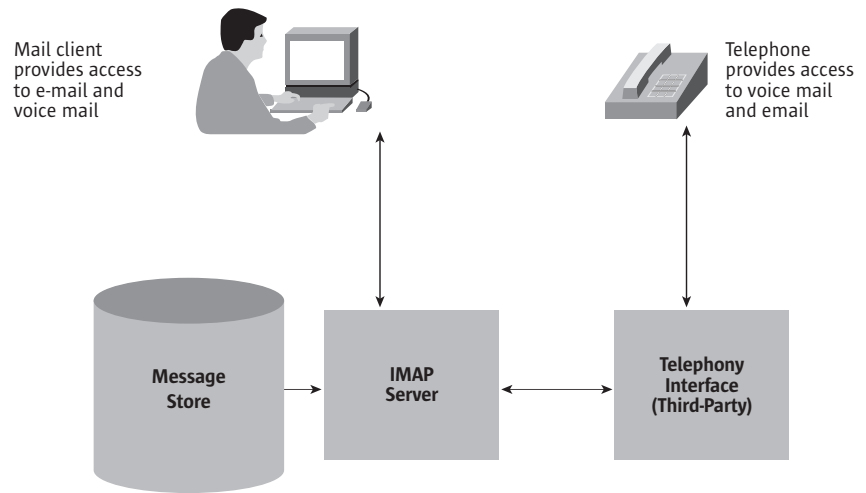 Mail client
provides access
to e-mail and
voice mail
Telephone
provides access
to voice mail
and email
Message
Store
IMAP
Server
Telephony
Interface
(Third-Party)